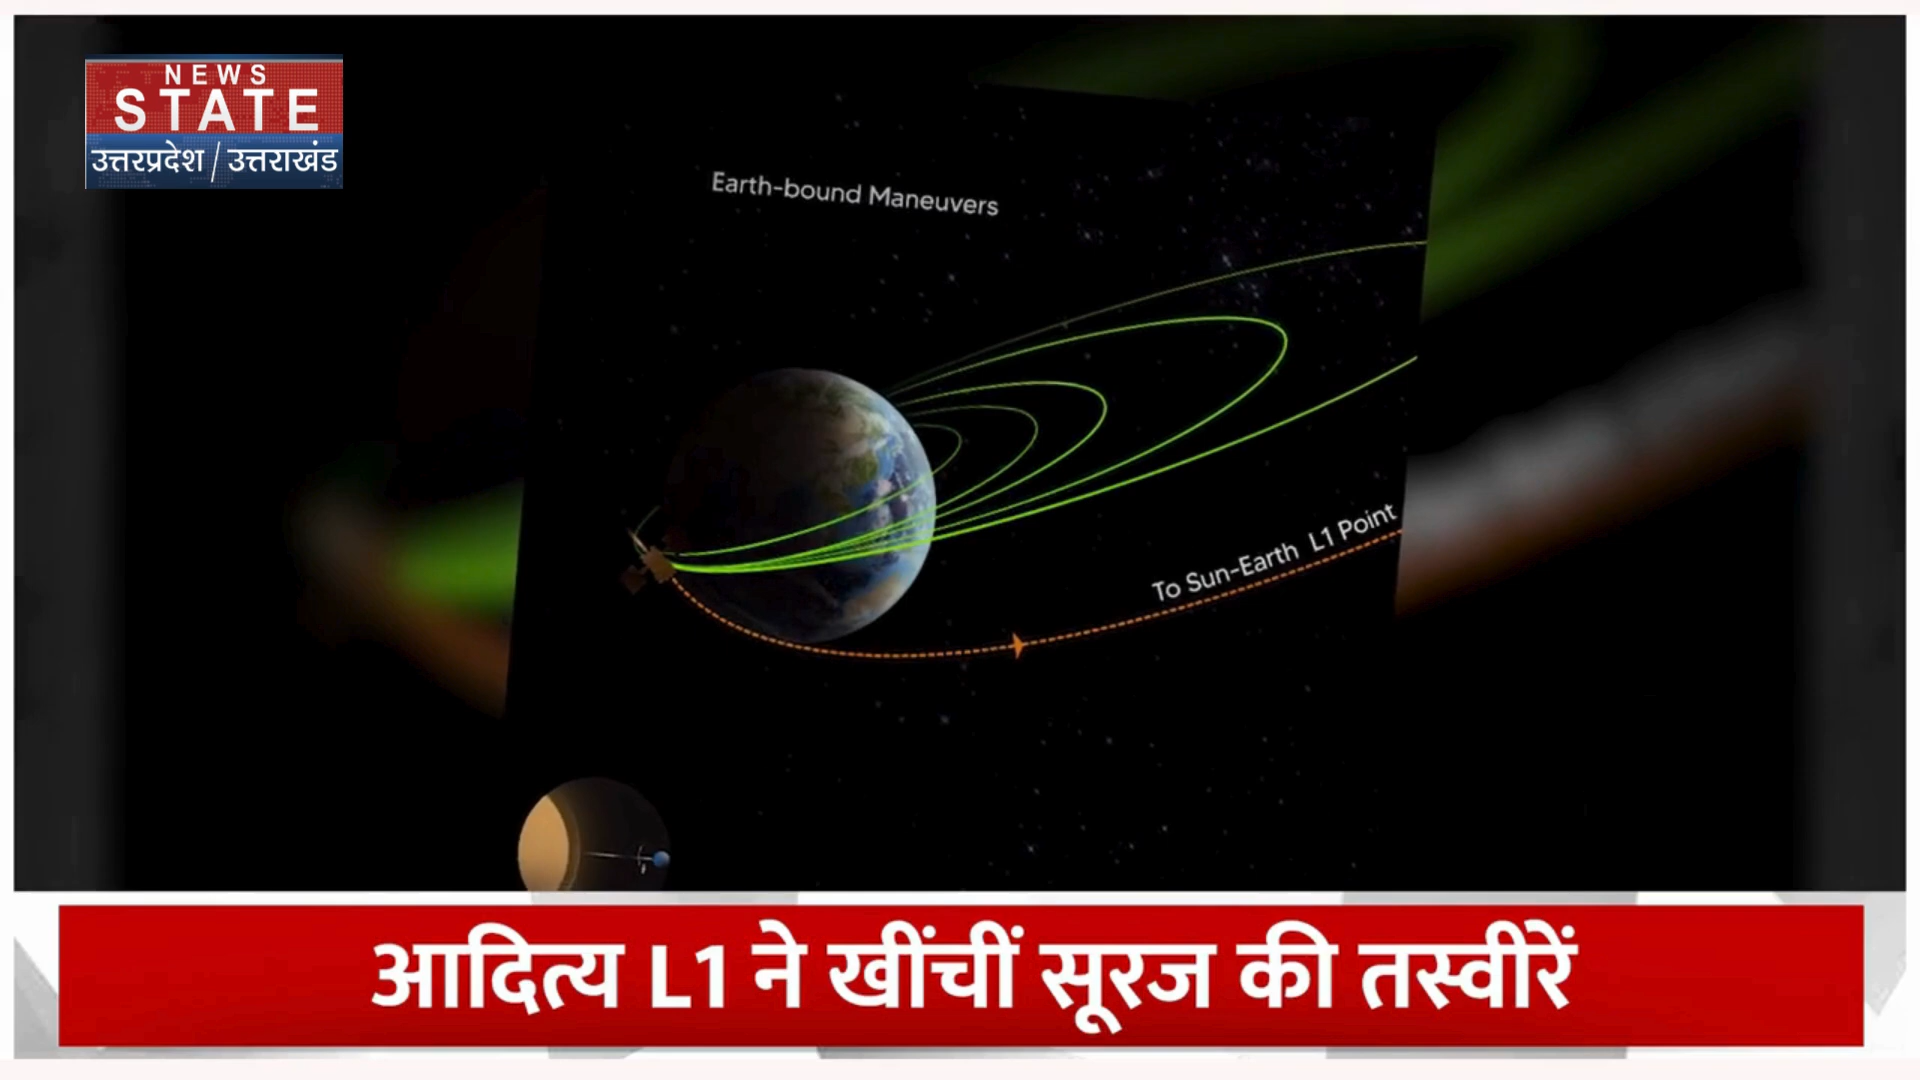 NEWS
STATE
उत्तरप्रदेश / उत्तराखंड
Earth-bound Maneuvers
To Sun-Earth L1 Point
आदित्य L1 ने खींचीं सूरज की तस्वीरें